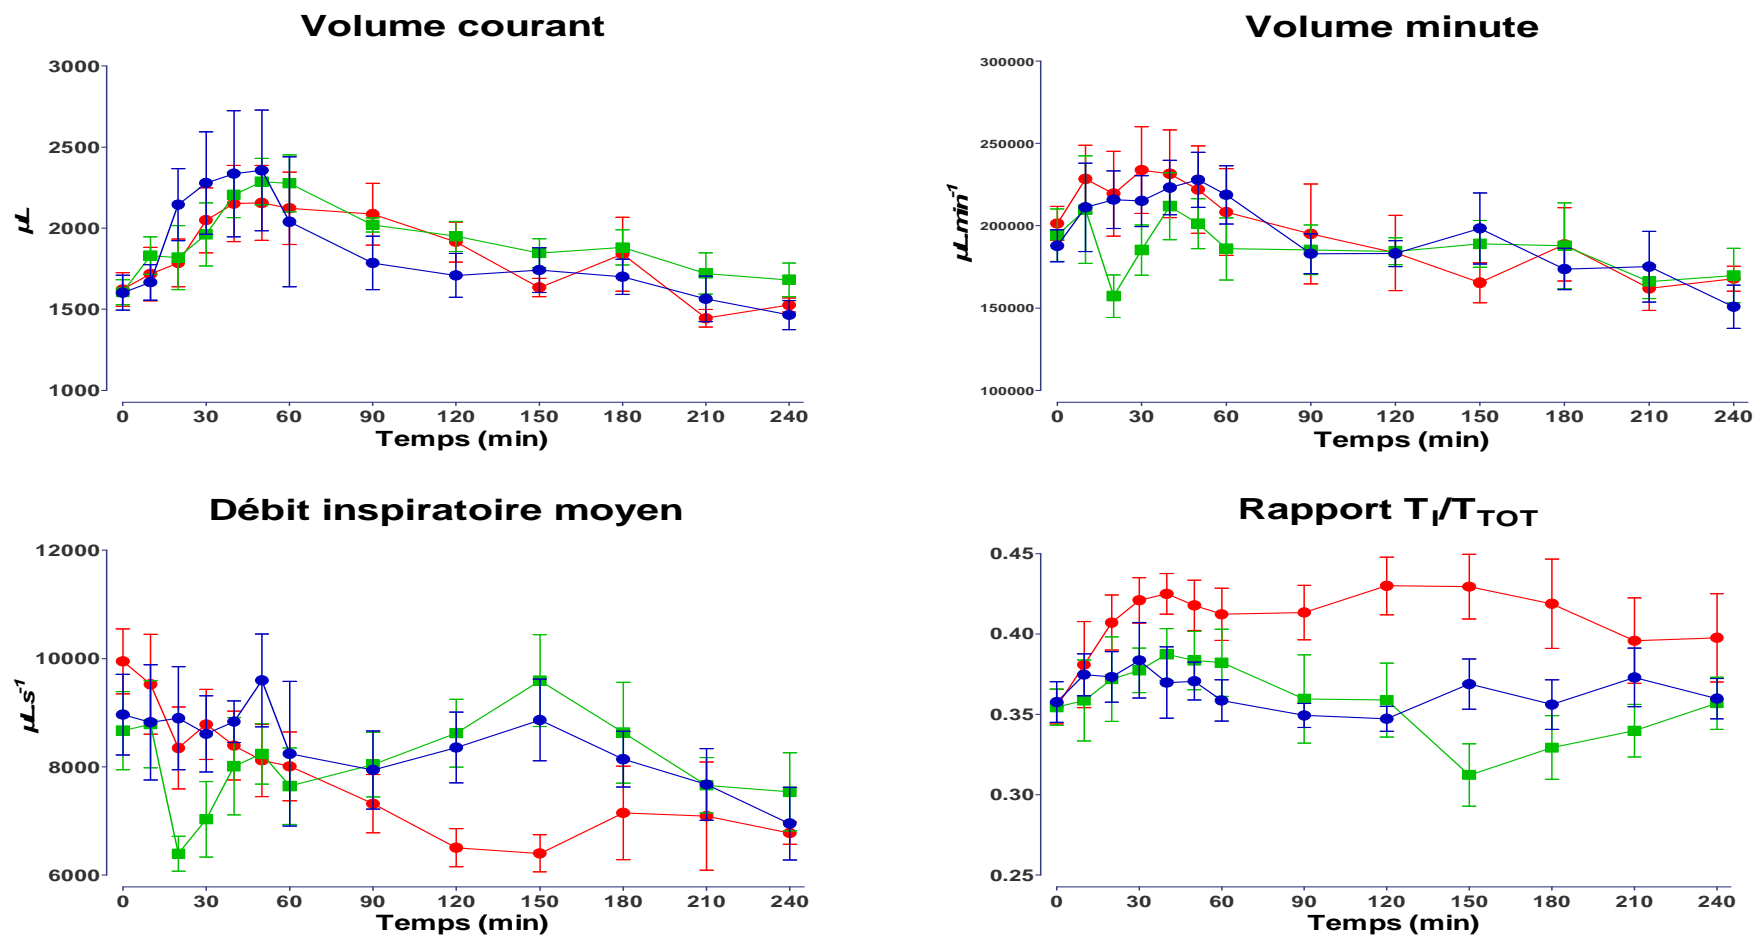 Volume courant
3000
2500
2000
1500
1000
µL
0 30 60 90 120 150 180 210 240
Temps (min)
Volume minute
300000
250000
200000
150000
100000
µL.min⁻¹
0 30 60 90 120 150 180 210 240
Temps (min)
Débit inspiratoire moyen
12000
10000
8000
6000
µL.s⁻¹
0 30 60 90 120 150 180 210 240
Temps (min)
Rapport T_I/T_TOT
0.45
0.40
0.35
0.30
0.25
0 30 60 90 120 150 180 210 240
Temps (min)